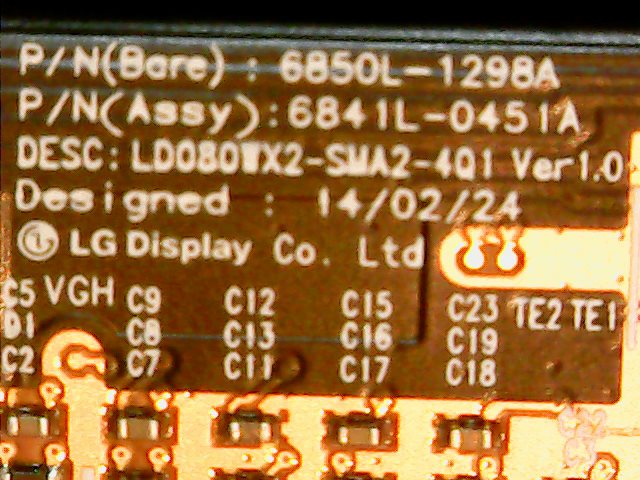 P/N(Bare) : 6850L-1298A
P/N(Assy):6841L-0451A
DESC: LD080WX2-SMA2-4Q1 Ver1.0
Designed : 14/02/24
LG Display Co. Ltd
C5 VGH C9 C12 C15 C23 TE2 TE1
D1 C8 C13 C16 C19
C2 C7 C11 C17 C18